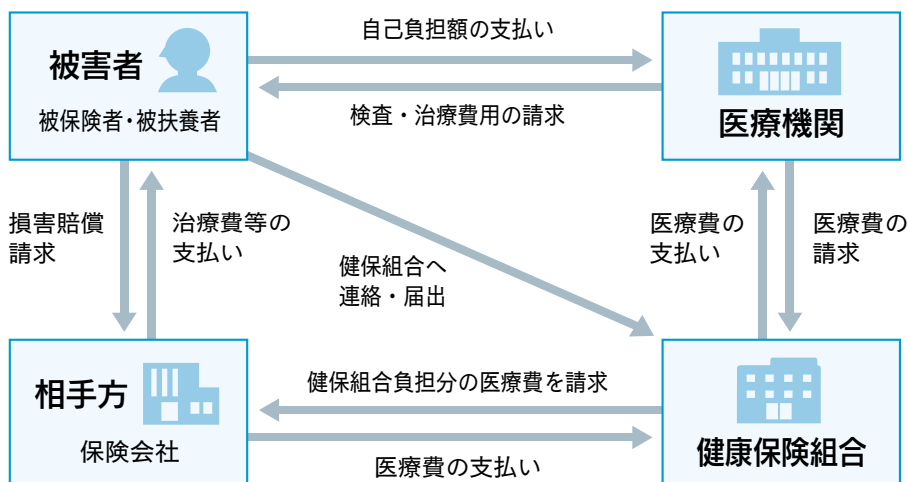 自己負担額の支払い
被害者
被保険者・被扶養者
検査・治療費用の請求
医療機関
損害賠償
請求
治療費等の
支払い
健保組合へ
連絡・届出
医療費の
支払い
医療費の
請求
相手方
保険会社
健保組合負担分の医療費を請求
医療費の支払い
健康保険組合